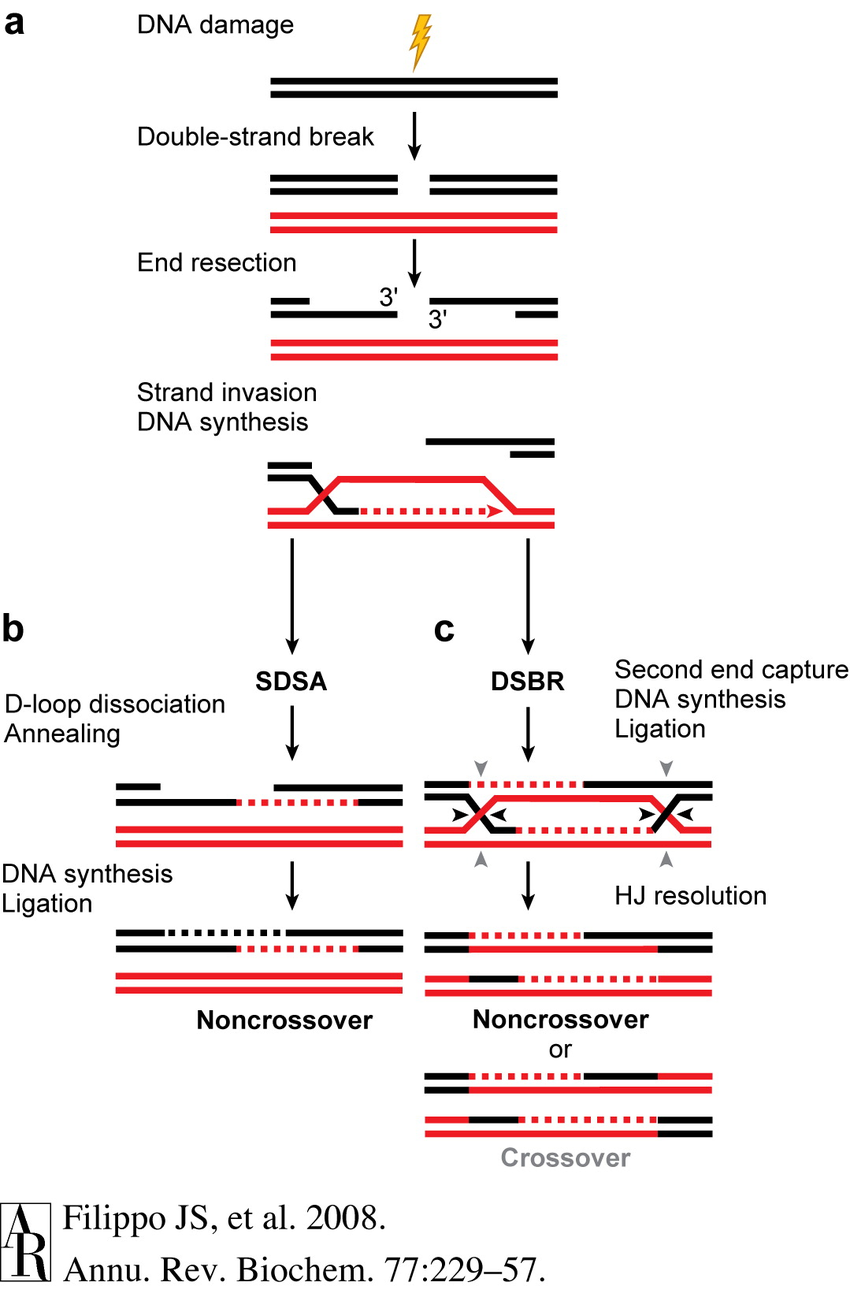 a
DNA damage
Double-strand break
End resection
3'
3'
Strand invasion
DNA synthesis
b
SDSA
D-loop dissociation
Annealing
DNA synthesis
Ligation
Noncrossover
c
DSBR
Second end capture
DNA synthesis
Ligation
HJ resolution
Noncrossover
or
Crossover
AR
Filippo JS, et al. 2008.
Annu. Rev. Biochem. 77:229–57.